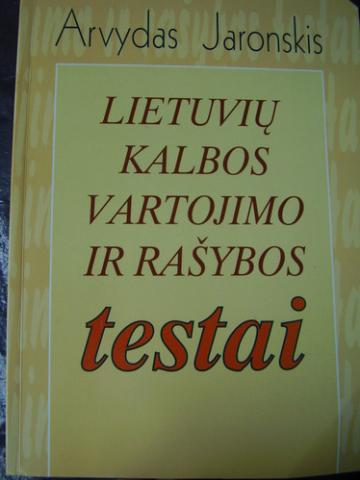 Arvydas Jaronskis
LIETUVIŲ
KALBOS
VARTOJIMO
IR RAŠYBOS
testai